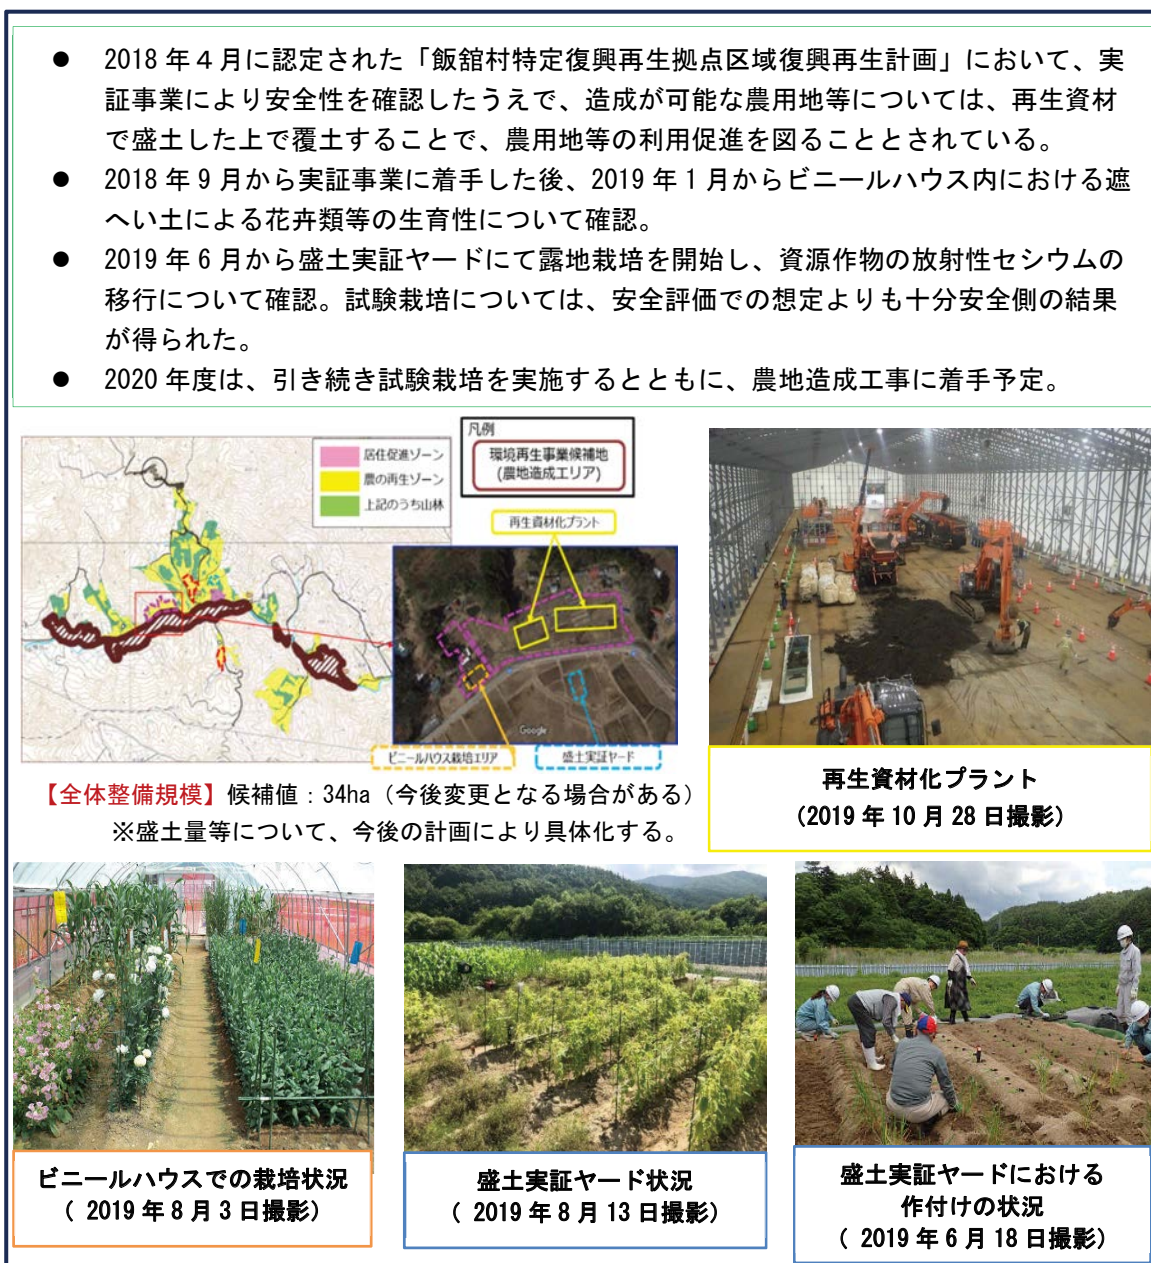 ● 2018年4月に認定された「飯舘村特定復興再生拠点区域復興再生計画」において、実
証事業により安全性を確認したうえで、造成が可能な農用地等については、再生資材
で盛土した上で覆土することで、農用地等の利用促進を図ることとされている。
● 2018年9月から実証事業に着手した後、2019年1月からビニールハウス内における遮
へい土による花卉類等の生育性について確認。
● 2019年6月から盛土実証ヤードにて露地栽培を開始し、資源作物の放射性セシウムの
移行について確認。試験栽培については、安全評価での想定よりも十分安全側の結果
が得られた。
● 2020年度は、引き続き試験栽培を実施するとともに、農地造成工事に着手予定。
居住促進ゾーン
農の再生ゾーン
上記のうち山林
凡例
環境再生事業候補地
(農地造成エリア)
再生資材化プラント
Google
ビニールハウス栽培エリア
盛土実証ヤード
【全体整備規模】候補値：34ha（今後変更となる場合がある）
※盛土量等について、今後の計画により具体化する。
再生資材化プラント
（2019年10月28日撮影）
ビニールハウスでの栽培状況
（ 2019年8月3日撮影）
盛土実証ヤード状況
（ 2019年8月13日撮影）
盛土実証ヤードにおける
作付けの状況
（ 2019年6月18日撮影）